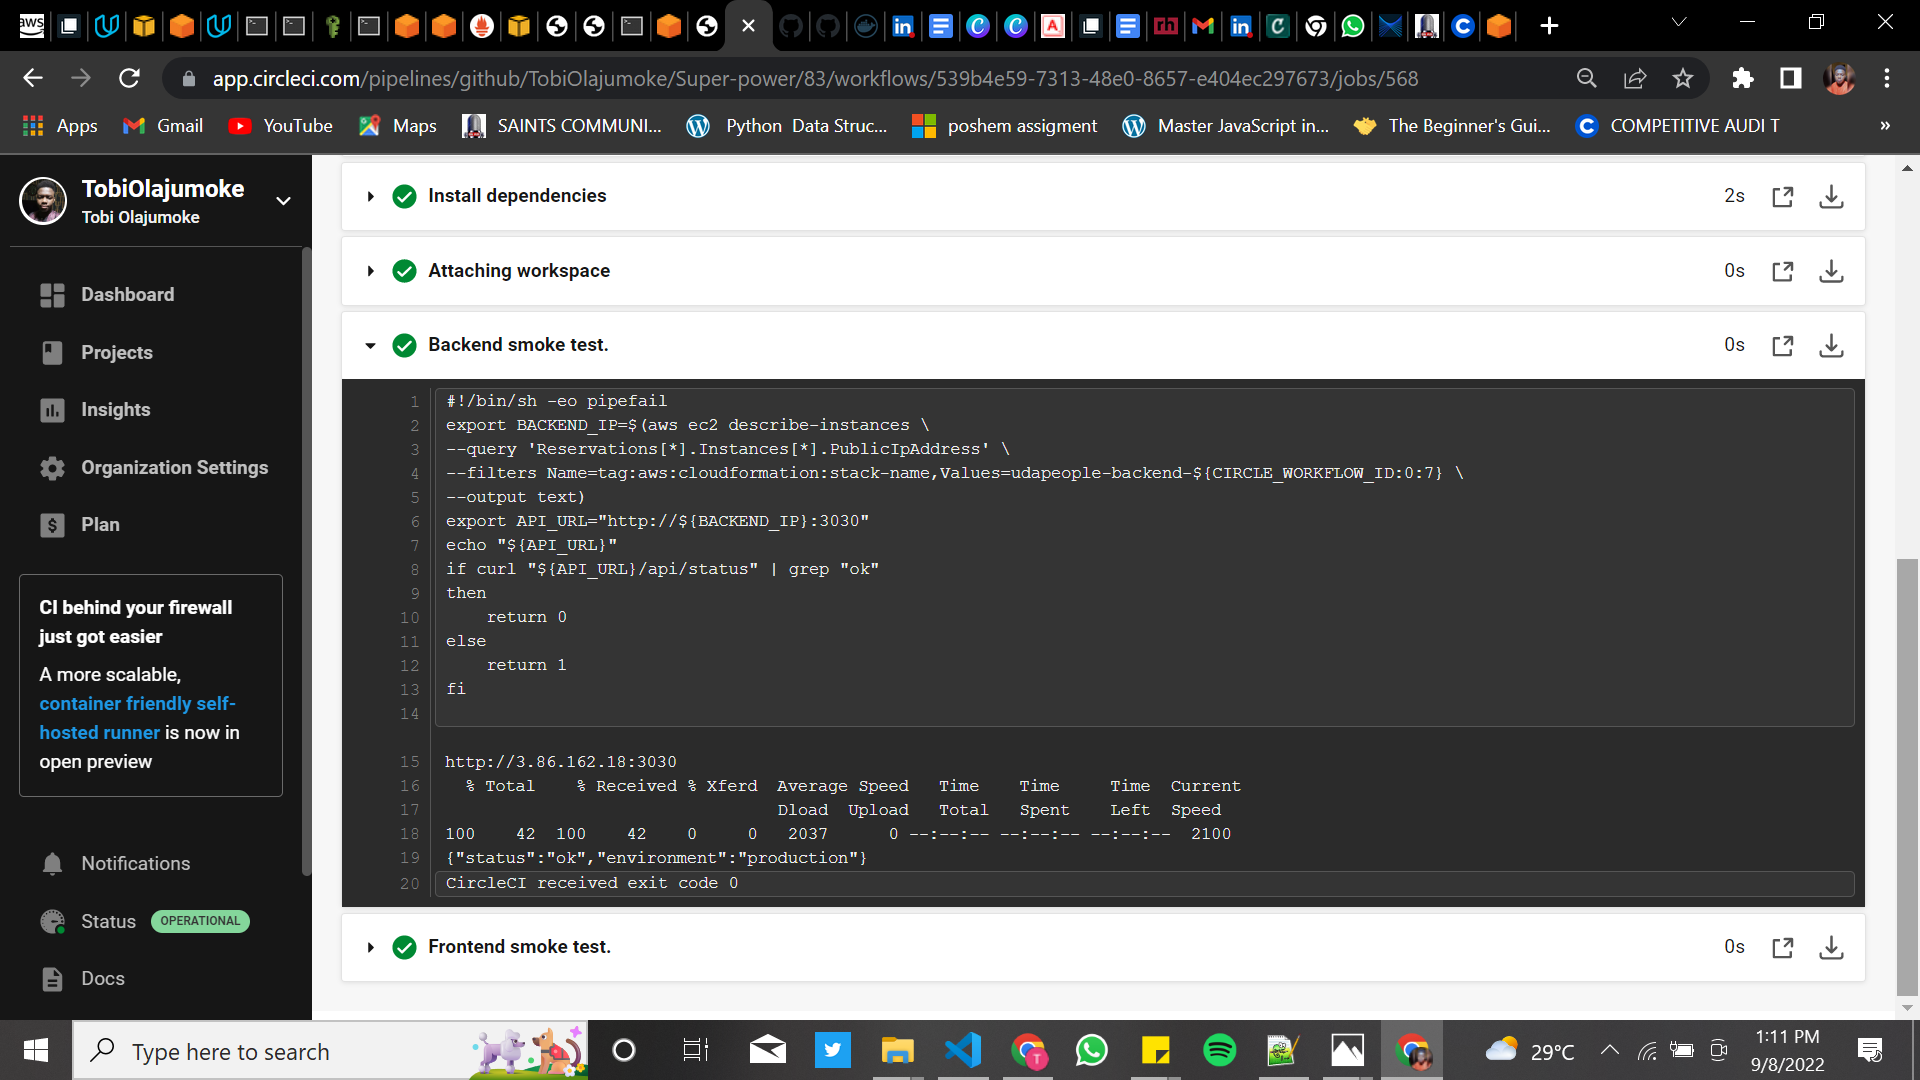 aws
app.circleci.com/pipelines/github/TobiOlajumoke/Super-power/83/workflows/539b4e59-7313-48e0-8657-e404ec297673/jobs/568
Apps
Gmail
YouTube
Maps
SAINTS COMMUNI...
Python Data Struc...
poshem assigment
Master JavaScript in...
The Beginner's Gui...
COMPETITIVE AUDI T
»
TobiOlajumoke
Tobi Olajumoke
Dashboard
Projects
Insights
Organization Settings
Plan
CI behind your firewall
just got easier
A more scalable,
container friendly self-
hosted runner is now in
open preview
Notifications
Status OPERATIONAL
Docs
Install dependencies 2s
Attaching workspace 0s
Backend smoke test. 0s
1 #!/bin/sh -eo pipefail
2 export BACKEND_IP=$(aws ec2 describe-instances \
3 --query 'Reservations[*].Instances[*].PublicIpAddress' \
4 --filters Name=tag:aws:cloudformation:stack-name,Values=udapeople-backend-${CIRCLE_WORKFLOW_ID:0:7} \
5 --output text)
6 export API_URL="http://${BACKEND_IP}:3030"
7 echo "${API_URL}"
8 if curl "${API_URL}/api/status" | grep "ok"
9 then
10     return 0
11 else
12     return 1
13 fi
14
15 http://3.86.162.18:3030
16   % Total    % Received % Xferd  Average Speed   Time    Time     Time  Current
17                                  Dload  Upload   Total   Spent    Left  Speed
18 100    42  100    42    0     0   2037      0 --:--:-- --:--:-- --:--:--  2100
19 {"status":"ok","environment":"production"}
20 CircleCI received exit code 0
Frontend smoke test. 0s
Type here to search
29°C
1:11 PM
9/8/2022